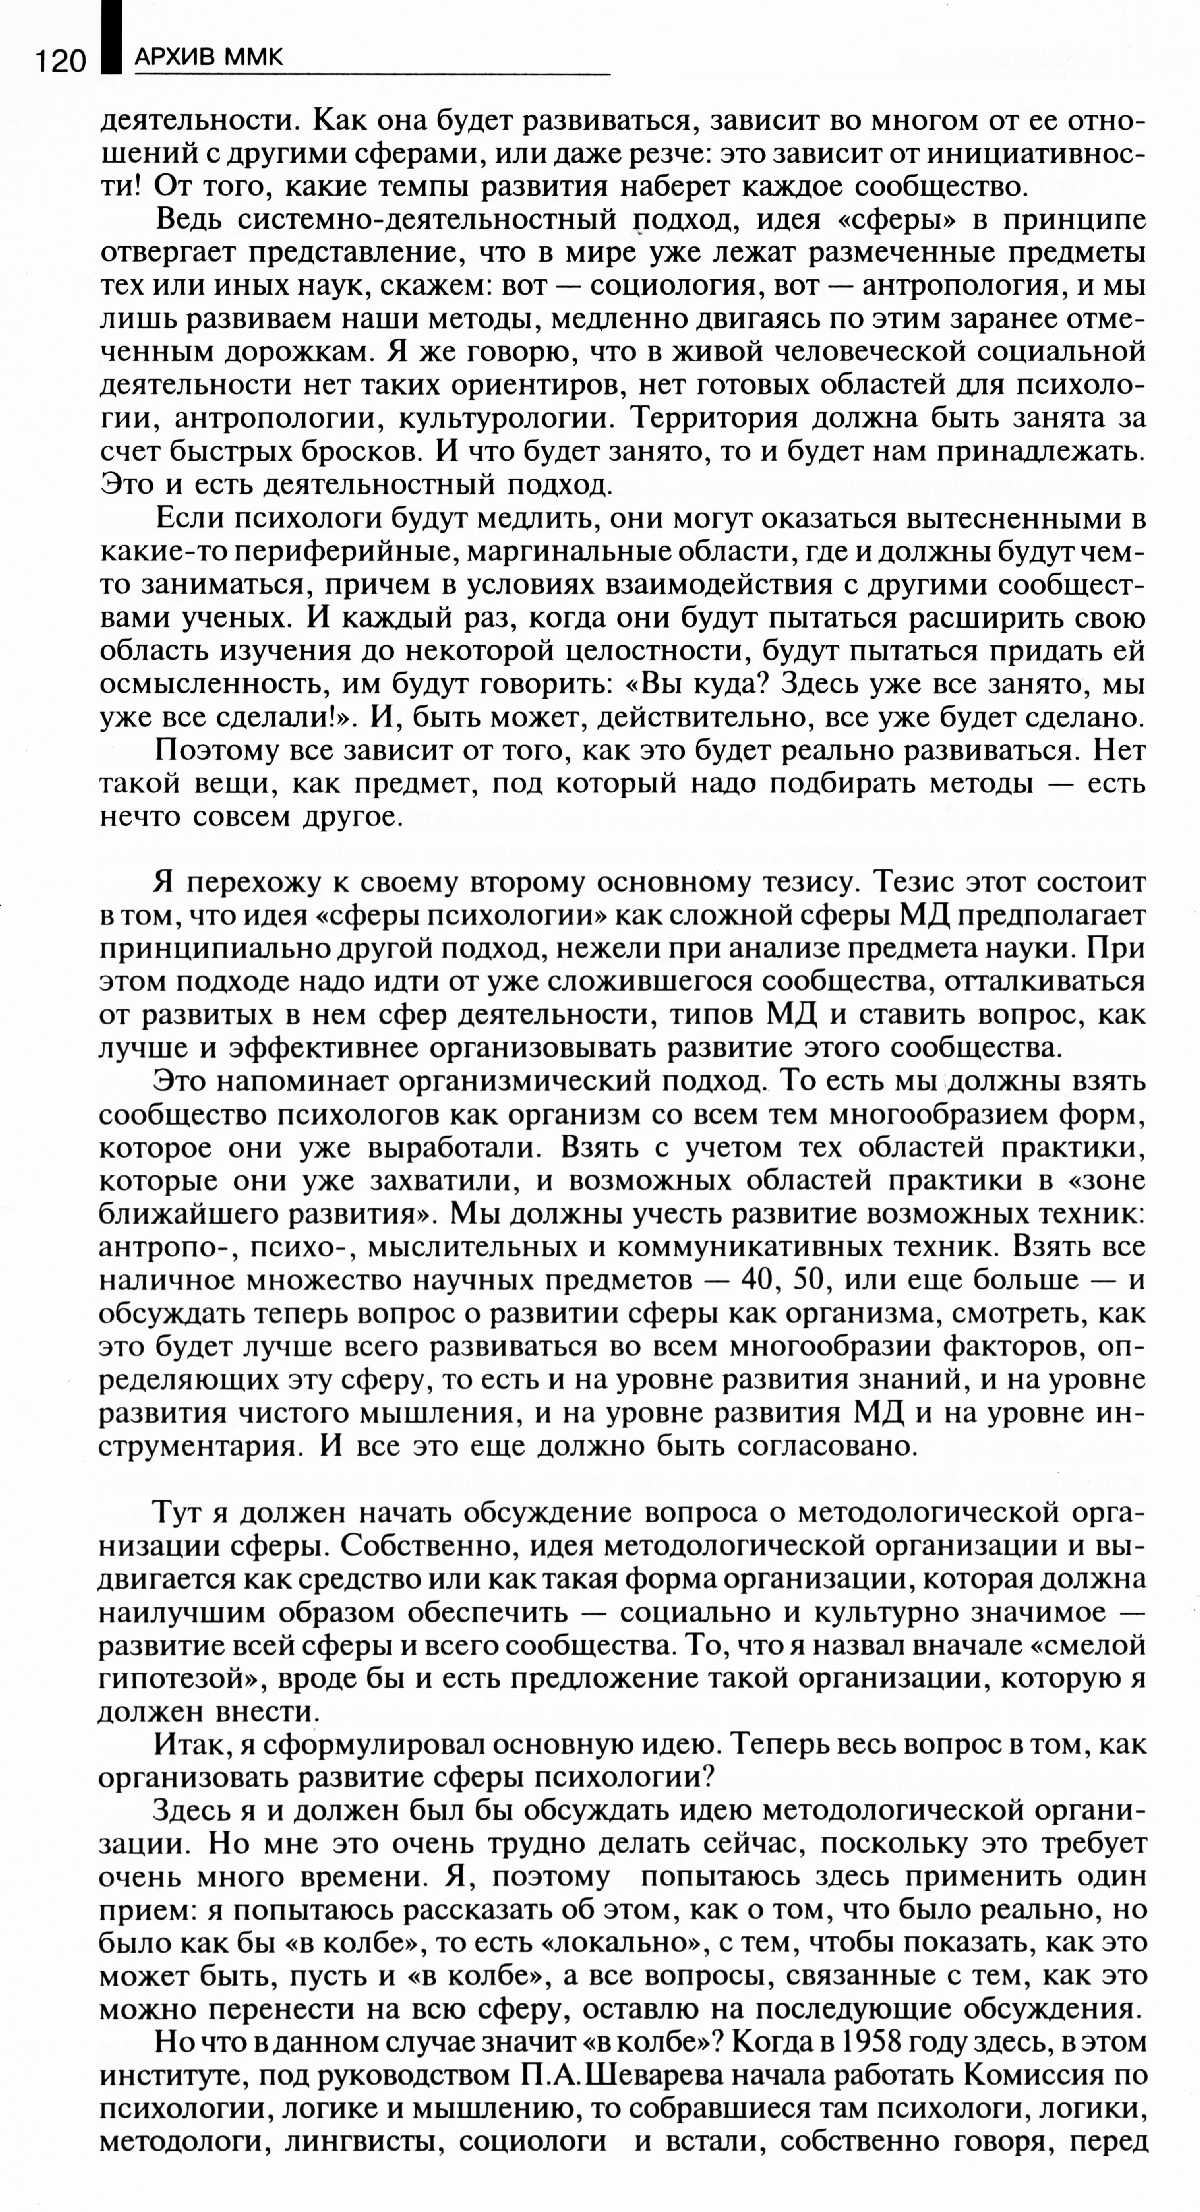 120 АРХИВ ММК
деятельности. Как она будет развиваться, зависит во многом от ее отно-
шений с другими сферами, или даже резче: это зависит от инициативнос-
ти! От того, какие темпы развития наберет каждое сообщество.
Ведь системно-деятельностный подход, идея «сферы» в принципе
отвергает представление, что в мире уже лежат размеченные предметы
тех или иных наук, скажем: вот — социология, вот — антропология, и мы
лишь развиваем наши методы, медленно двигаясь по этим заранее отме-
ченным дорожкам. Я же говорю, что в живой человеческой социальной
деятельности нет таких ориентиров, нет готовых областей для психоло-
гии, антропологии, культурологии. Территория должна быть занята за
счет быстрых бросков. И что будет занято, то и будет нам принадлежать.
Это и есть деятельностный подход.
Если психологи будут медлить, они могут оказаться вытесненными в
какие-то периферийные, маргинальные области, где и должны будут чем-
то заниматься, причем в условиях взаимодействия с другими сообщест-
вами ученых. И каждый раз, когда они будут пытаться расширить свою
область изучения до некоторой целостности, будут пытаться придать ей
осмысленность, им будут говорить: «Вы куда? Здесь уже все занято, мы
уже все сделали!». И, быть может, действительно, все уже будет сделано.
Поэтому все зависит от того, как это будет реально развиваться. Нет
такой вещи, как предмет, под который надо подбирать методы — есть
нечто совсем другое.
Я перехожу к своему второму основному тезису. Тезис этот состоит
в том, что идея «сферы психологии» как сложной сферы МД предполагает
принципиально другой подход, нежели при анализе предмета науки. При
этом подходе надо идти от уже сложившегося сообщества, отталкиваться
от развитых в нем сфер деятельности, типов МД и ставить вопрос, как
лучше и эффективнее организовывать развитие этого сообщества.
Это напоминает организмический подход. То есть мы должны взять
сообщество психологов как организм со всем тем многообразием форм,
которое они уже выработали. Взять с учетом тех областей практики,
которые они уже захватили, и возможных областей практики в «зоне
ближайшего развития». Мы должны учесть развитие возможных техник:
антропо-, психо-, мыслительных и коммуникативных техник. Взять все
наличное множество научных предметов — 40, 50, или еще больше — и
обсуждать теперь вопрос о развитии сферы как организма, смотреть, как
это будет лучше всего развиваться во всем многообразии факторов, оп-
ределяющих эту сферу, то есть и на уровне развития знаний, и на уровне
развития чистого мышления, и на уровне развития МД и на уровне ин-
струментария. И все это еще должно быть согласовано.
Тут я должен начать обсуждение вопроса о методологической орга-
низации сферы. Собственно, идея методологической организации и вы-
двигается как средство или как такая форма организации, которая должна
наилучшим образом обеспечить — социально и культурно значимое —
развитие всей сферы и всего сообщества. То, что я назвал вначале «смелой
гипотезой», вроде бы и есть предложение такой организации, которую я
должен внести.
Итак, я сформулировал основную идею. Теперь весь вопрос в том, как
организовать развитие сферы психологии?
Здесь я и должен был бы обсуждать идею методологической органи-
зации. Но мне это очень трудно делать сейчас, поскольку это требует
очень много времени. Я, поэтому попытаюсь здесь применить один
прием: я попытаюсь рассказать об этом, как о том, что было реально, но
было как бы «в колбе», то есть «локально», с тем, чтобы показать, как это
может быть, пусть и «в колбе», а все вопросы, связанные с тем, как это
можно перенести на всю сферу, оставлю на последующие обсуждения.
Но что в данном случае значит «в колбе»? Когда в 1958 году здесь, в этом
институте, под руководством П.А.Шеварева начала работать Комиссия по
психологии, логике и мышлению, то собравшиеся там психологи, логики,
методологи, лингвисты, социологи и встали, собственно говоря, перед